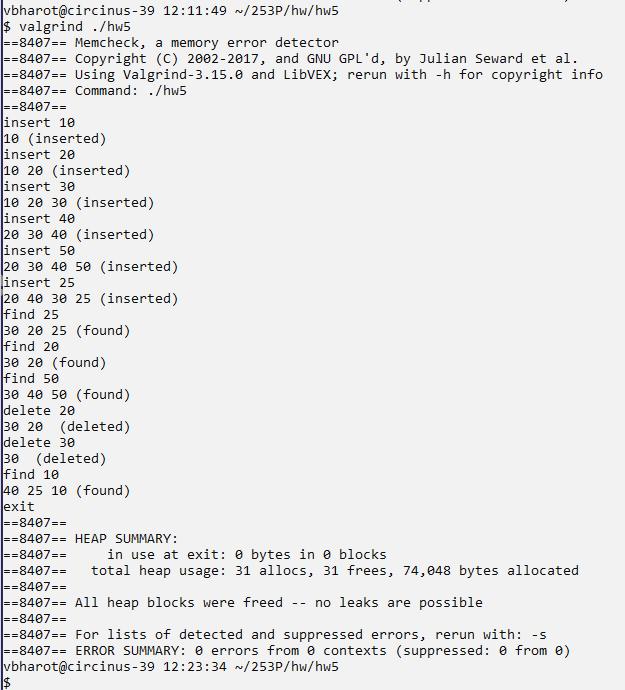 vbharot@circinus-39 12:11:49 ~/253P/hw/hw5
$ valgrind ./hw5
==8407== Memcheck, a memory error detector
==8407== Copyright (C) 2002-2017, and GNU GPL'd, by Julian Seward et al.
==8407== Using Valgrind-3.15.0 and LibVEX; rerun with -h for copyright info
==8407== Command: ./hw5
==8407==
insert 10
10 (inserted)
insert 20
10 20 (inserted)
insert 30
10 20 30 (inserted)
insert 40
20 30 40 (inserted)
insert 50
20 30 40 50 (inserted)
insert 25
20 40 30 25 (inserted)
find 25
30 20 25 (found)
find 20
30 20 (found)
find 50
30 40 50 (found)
delete 20
30 20  (deleted)
delete 30
30  (deleted)
find 10
40 25 10 (found)
exit
==8407==
==8407== HEAP SUMMARY:
==8407==     in use at exit: 0 bytes in 0 blocks
==8407==   total heap usage: 31 allocs, 31 frees, 74,048 bytes allocated
==8407==
==8407== All heap blocks were freed -- no leaks are possible
==8407==
==8407== For lists of detected and suppressed errors, rerun with: -s
==8407== ERROR SUMMARY: 0 errors from 0 contexts (suppressed: 0 from 0)
vbharot@circinus-39 12:23:34 ~/253P/hw/hw5
$